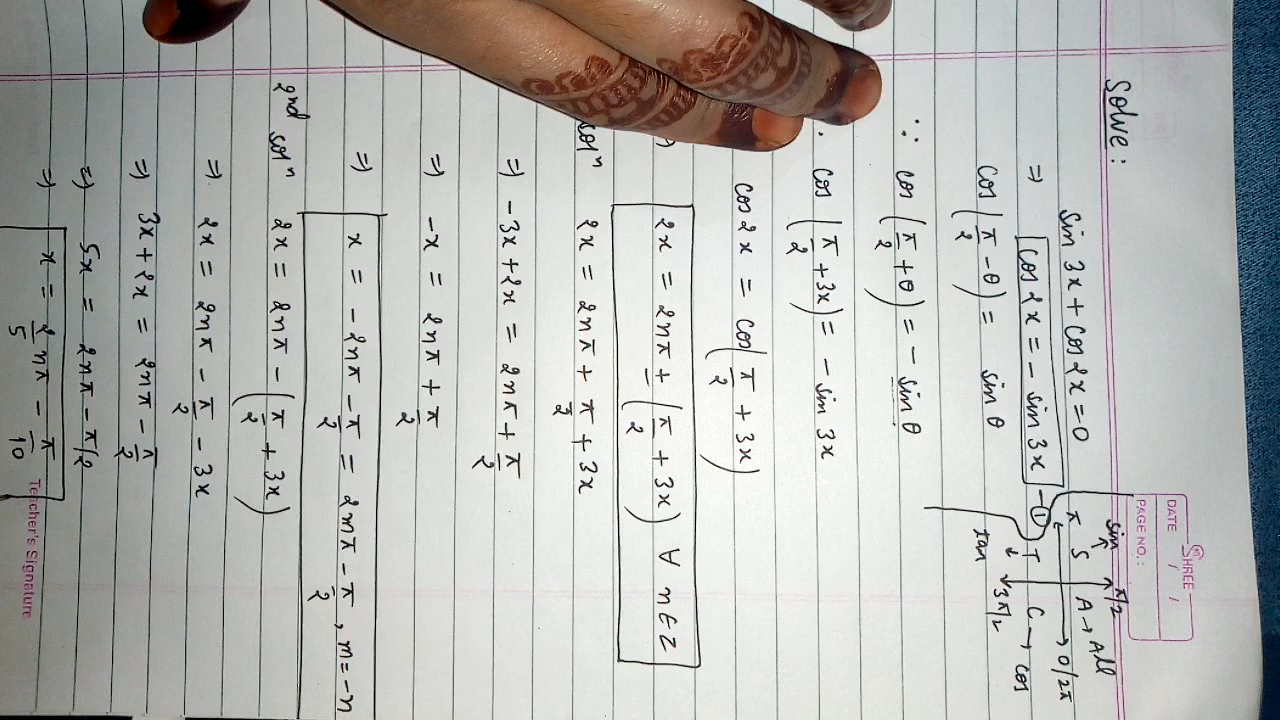 SHREE
DATE / /
PAGE NO.:
Solve:
sin 3x + cos 2x = 0
⇒ cos 2x = - sin 3x - ①
cos(π/2 - θ) = sin θ
∵ cos(π/2 + θ) = - sin θ
cos(π/2 + 3x) = - sin 3x
cos 2x = cos(π/2 + 3x)
2x = 2nπ ± (π/2 + 3x) ∀ n ∈ Z
solⁿ 2x = 2nπ + π/2 + 3x
⇒ -3x + 2x = 2nπ + π/2
⇒ -x = 2nπ + π/2
⇒ x = -2nπ - π/2 = 2mπ - π/2, m = -n
2nd solⁿ 2x = 2nπ - (π/2 + 3x)
⇒ 2x = 2nπ - π/2 - 3x
⇒ 3x + 2x = 2nπ - π/2
⇒ 5x = 2nπ - π/2
⇒ x = 2/5 nπ - π/10
Teacher's Signature
sin π/2
S A → All
π 0/2π
T C → cos
tan 3π/2